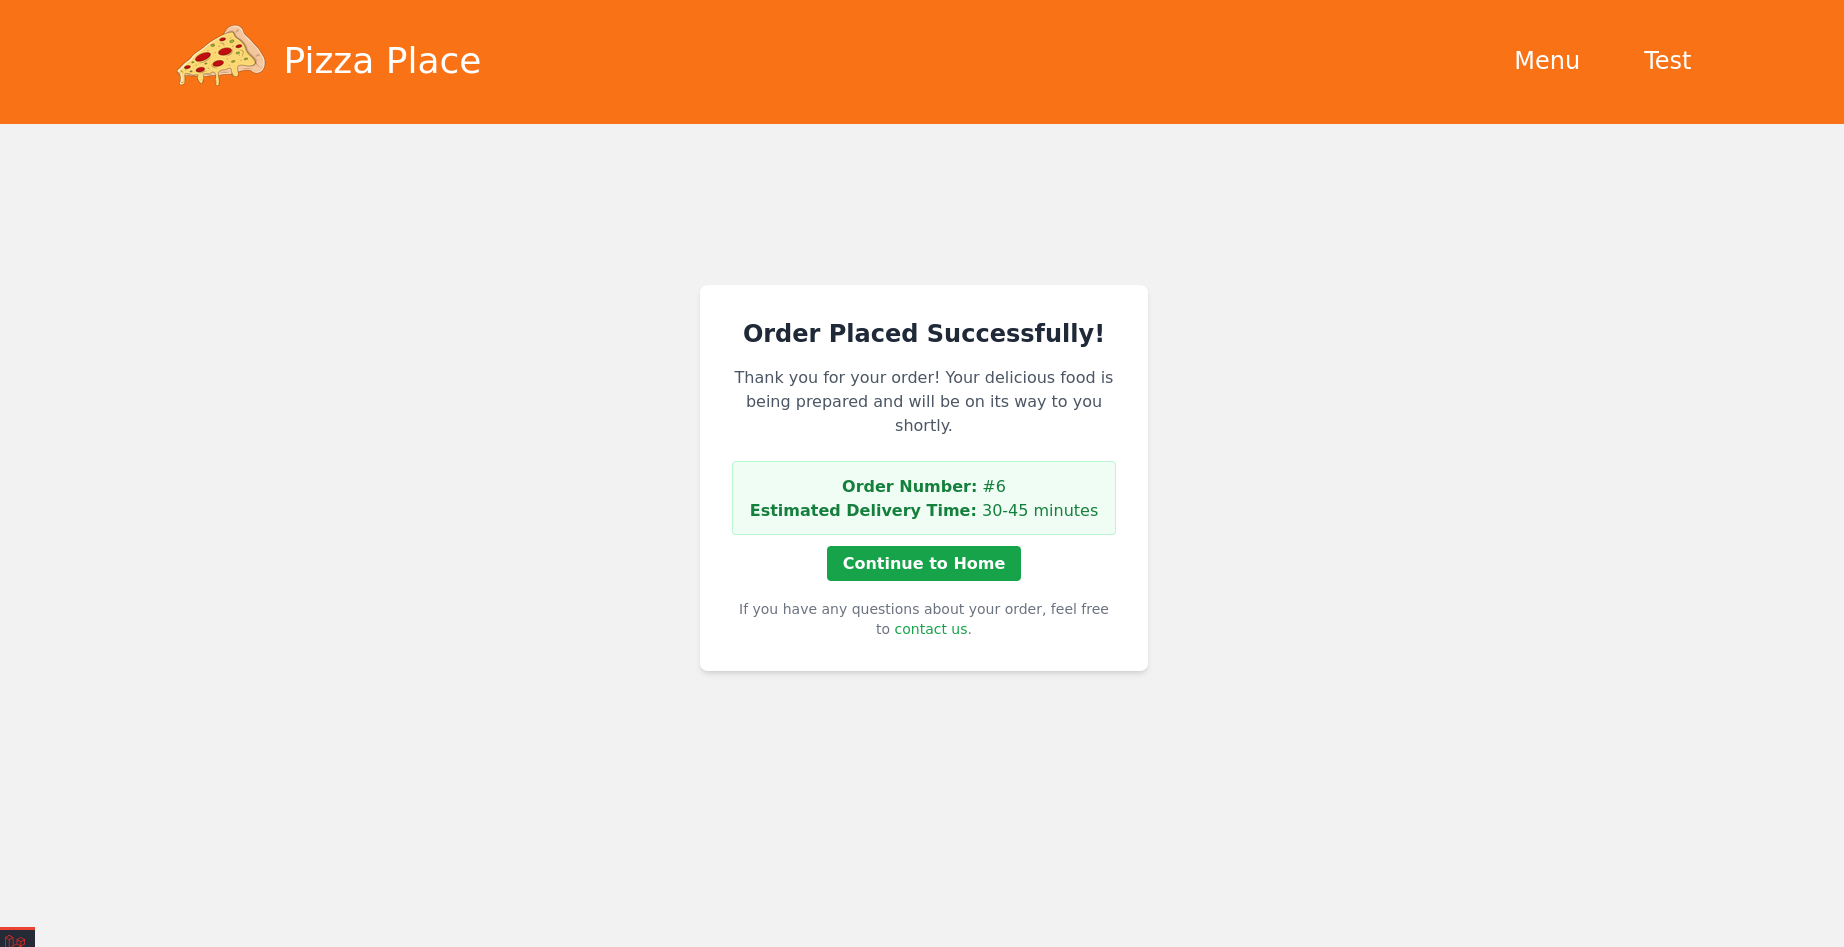 Pizza Place
Menu
Test
Order Placed Successfully!
Thank you for your order! Your delicious food is
being prepared and will be on its way to you
shortly.
Order Number: #6
Estimated Delivery Time: 30-45 minutes
Continue to Home
If you have any questions about your order, feel free
to contact us.